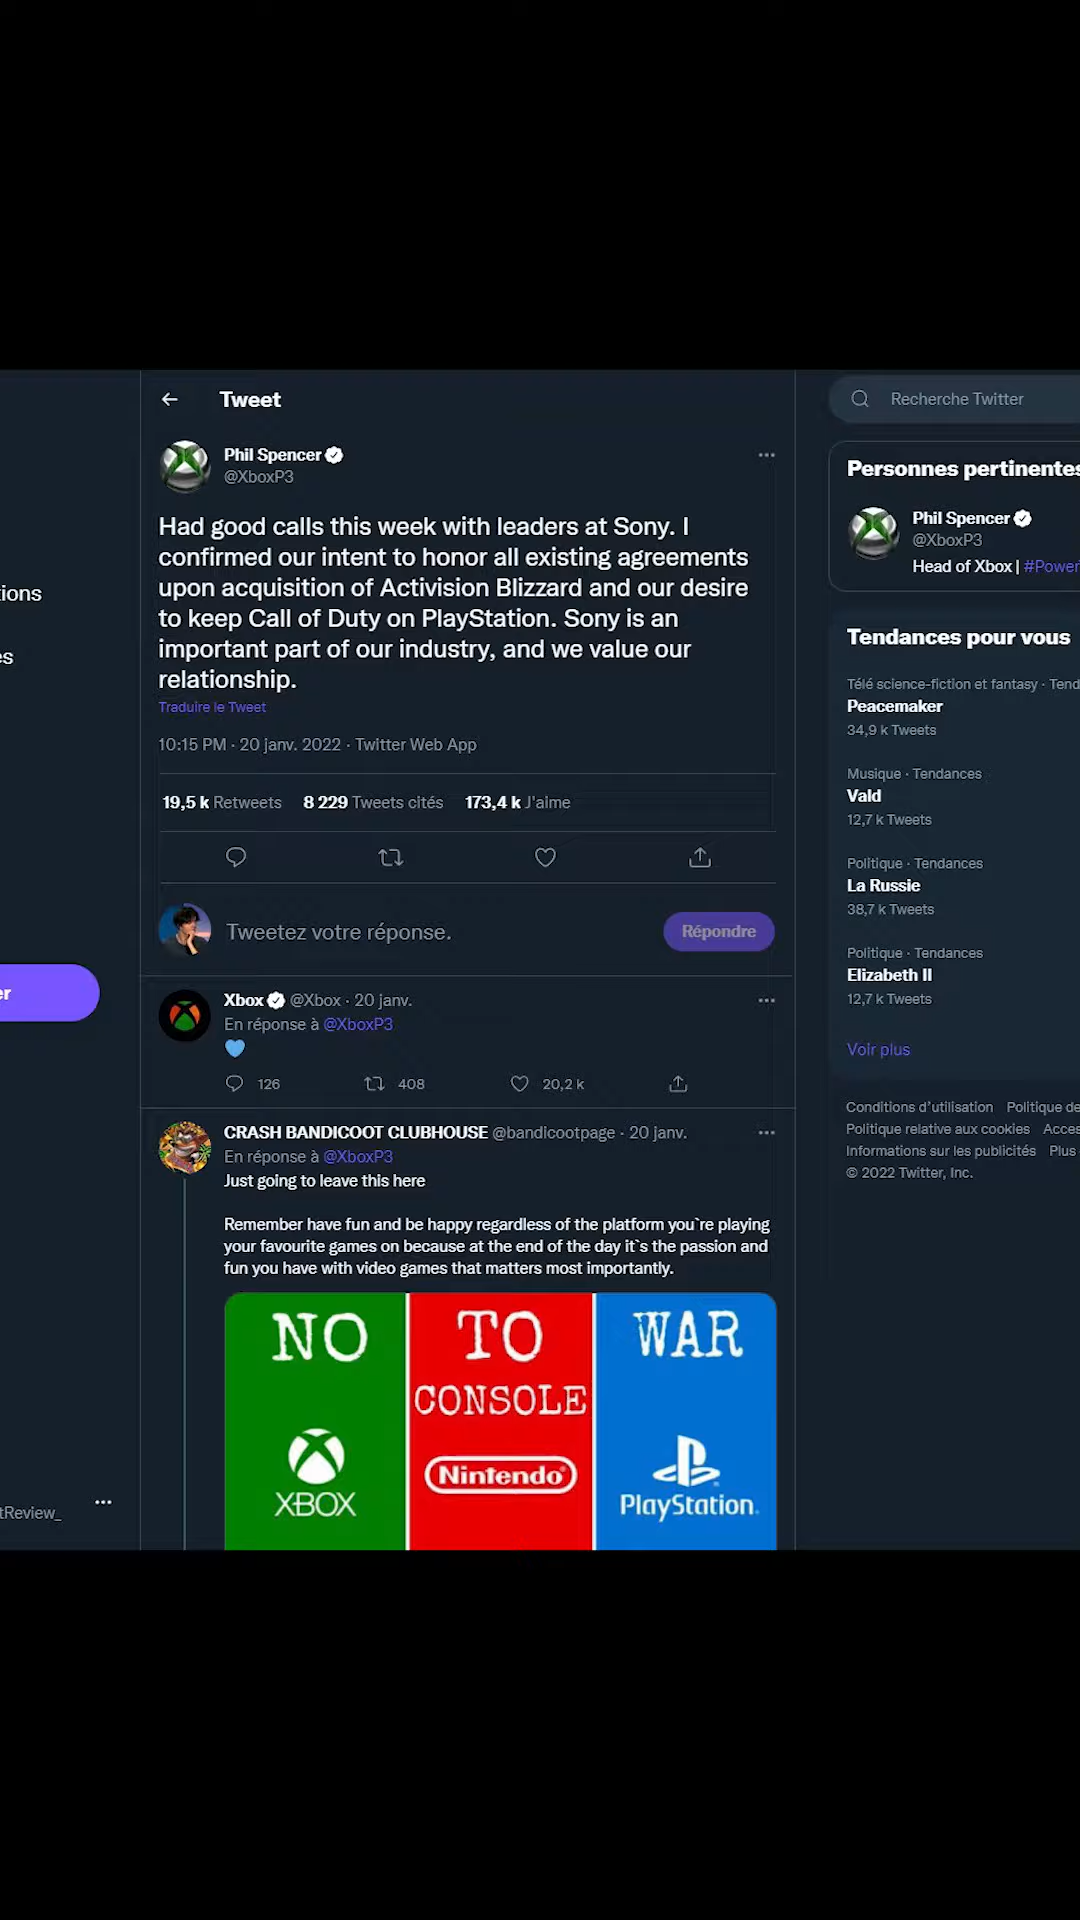 Tweet
Recherche Twitter
Phil Spencer
@XboxP3
Had good calls this week with leaders at Sony. I
confirmed our intent to honor all existing agreements
upon acquisition of Activision Blizzard and our desire
to keep Call of Duty on PlayStation. Sony is an
important part of our industry, and we value our
relationship.
Traduire le Tweet
10:15 PM · 20 janv. 2022 · Twitter Web App
19,5 k Retweets 8 229 Tweets cités 173,4 k J'aime
Tweetez votre réponse.
Répondre
Xbox @Xbox · 20 janv.
En réponse à @XboxP3
126 408 20,2 k
CRASH BANDICOOT CLUBHOUSE @bandicootpage · 20 janv.
En réponse à @XboxP3
Just going to leave this here
Remember have fun and be happy regardless of the platform you`re playing
your favourite games on because at the end of the day it`s the passion and
fun you have with video games that matters most importantly.
NO TO WAR
CONSOLE
XBOX
Nintendo
PlayStation
Personnes pertinentes
Phil Spencer
@XboxP3
Head of Xbox | #Power
Tendances pour vous
Télé science-fiction et fantasy · Tend
Peacemaker
34,9 k Tweets
Musique · Tendances
Vald
12,7 k Tweets
Politique · Tendances
La Russie
38,7 k Tweets
Politique · Tendances
Elizabeth II
12,7 k Tweets
Voir plus
Conditions d'utilisation Politique de
Politique relative aux cookies Acces
Informations sur les publicités Plus
© 2022 Twitter, Inc.
ions
es
er
tReview_